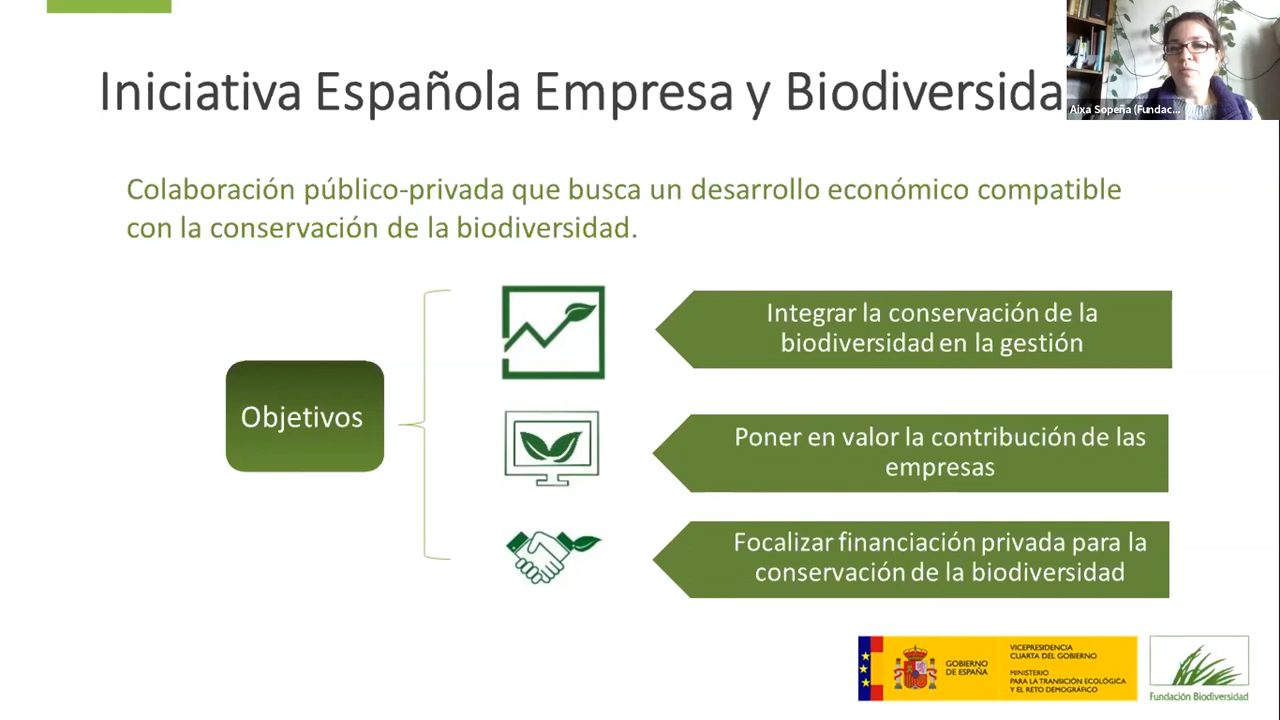 Iniciativa Española Empresa y Biodiversida
Aixa Sopeña (Fundac...
Colaboración público-privada que busca un desarrollo económico compatible
con la conservación de la biodiversidad.
Objetivos
Integrar la conservación de la
biodiversidad en la gestión
Poner en valor la contribución de las
empresas
Focalizar financiación privada para la
conservación de la biodiversidad
GOBIERNO
DE ESPAÑA
VICEPRESIDENCIA
CUARTA DEL GOBIERNO
MINISTERIO
PARA LA TRANSICIÓN ECOLÓGICA
Y EL RETO DEMOGRÁFICO
Fundación Biodiversidad